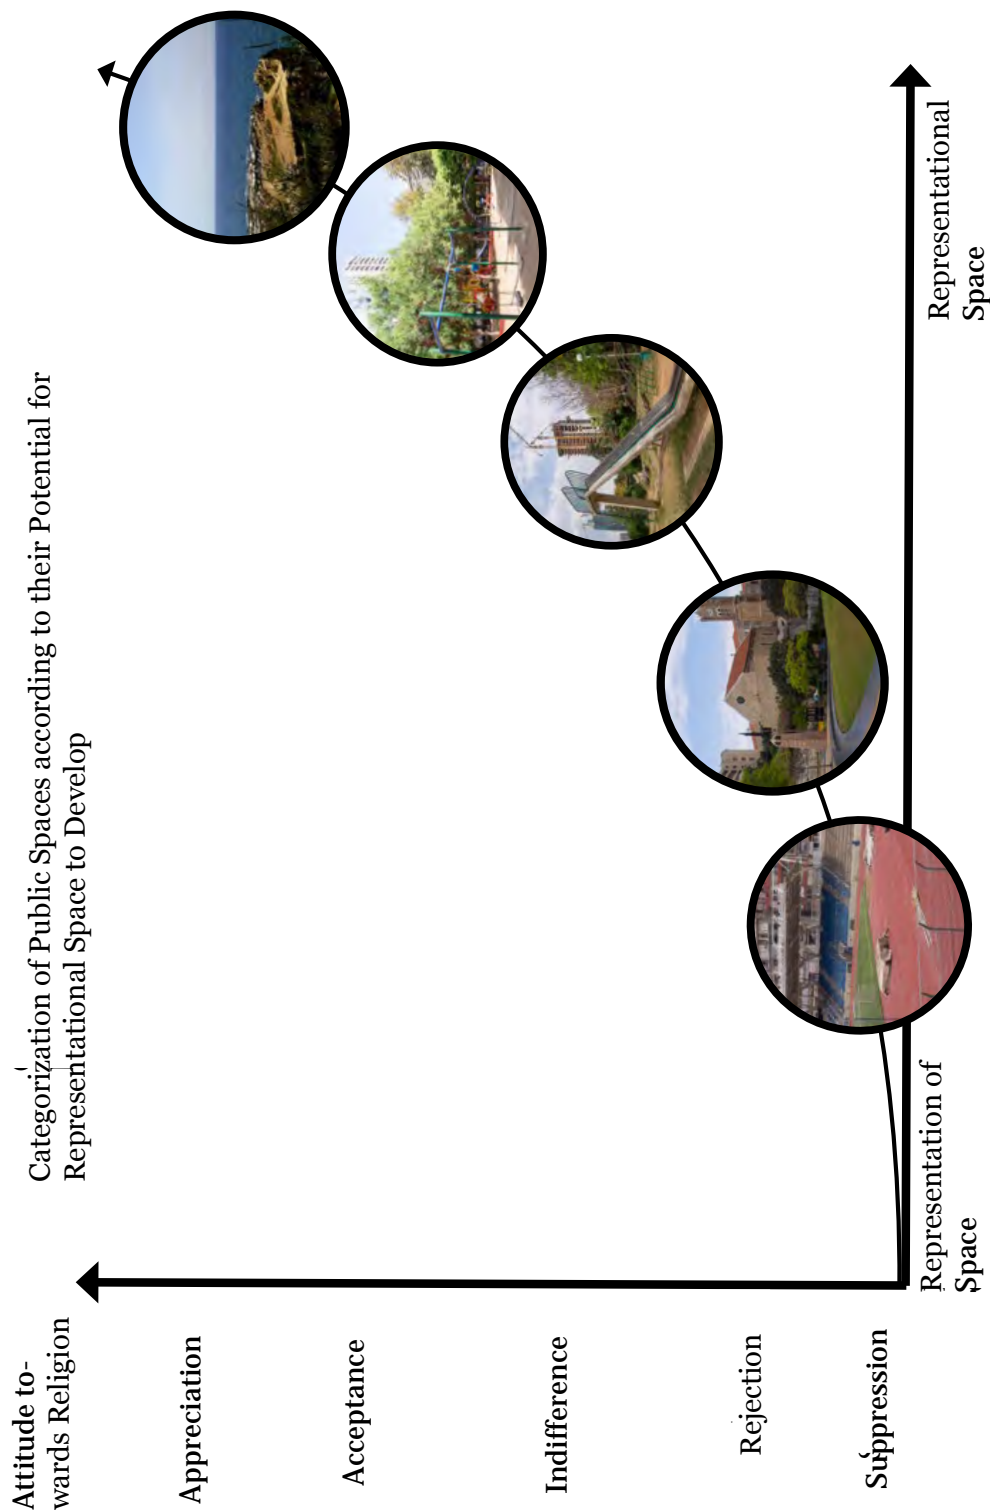 Categorization of Public Spaces according to their Potential for
Representational Space to Develop
Attitude to-
wards Religion
Appreciation
Acceptance
Indifference
Rejection
Suppression
Representation of
Space
Representational
Space